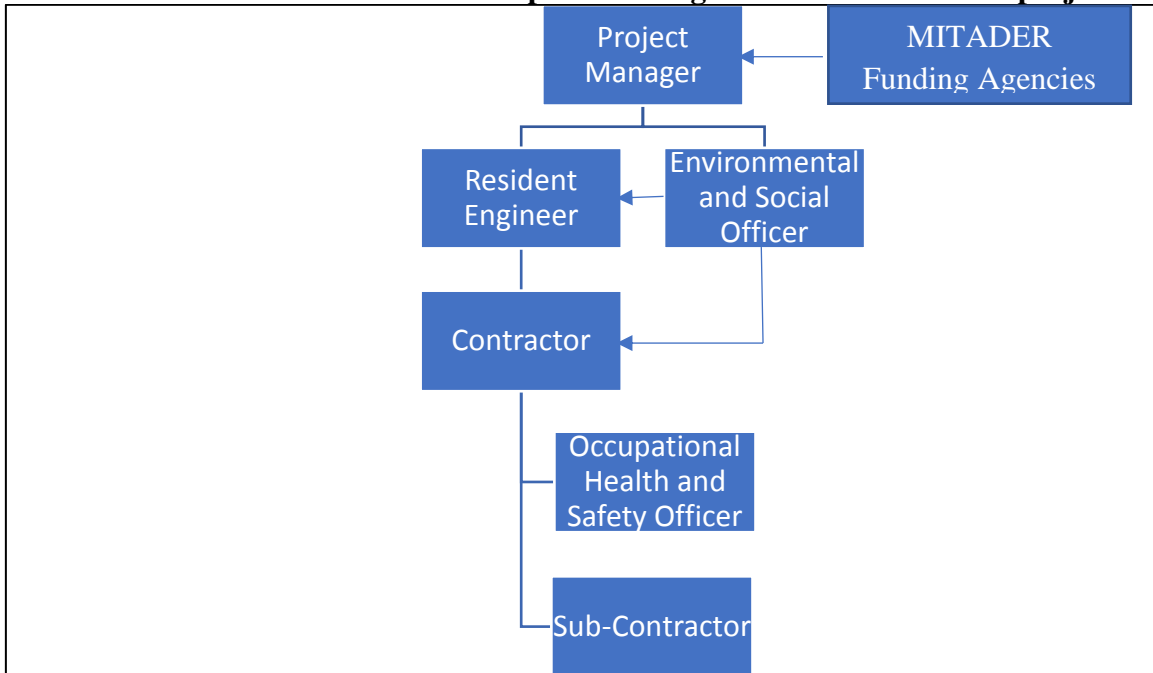 Project
Manager
MITADER
Funding Agencies
Resident
Engineer
Environmental
and Social
Officer
Contractor
Occupational
Health and
Safety Officer
Sub-Contractor